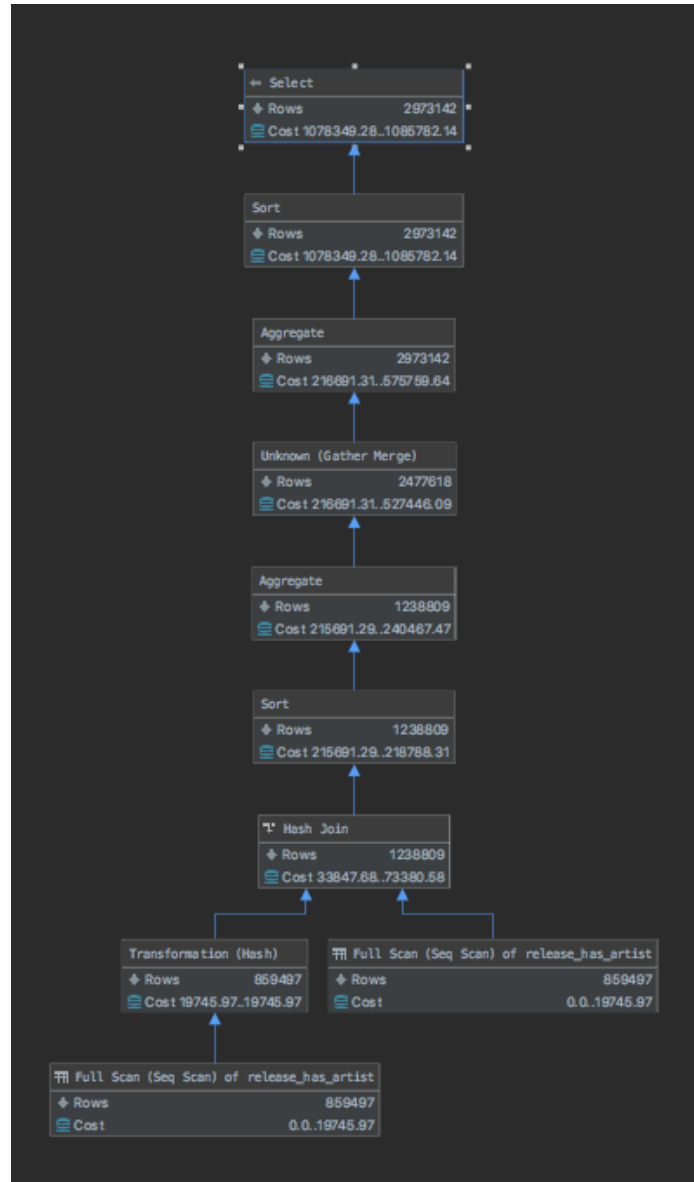 Select
Rows 2973142
Cost 1078349.28..1085782.14
Sort
Rows 2973142
Cost 1078349.28..1085782.14
Aggregate
Rows 2973142
Cost 216691.31..575759.64
Unknown (Gather Merge)
Rows 2477618
Cost 216691.31..527446.09
Aggregate
Rows 1238809
Cost 215691.29..240467.47
Sort
Rows 1238809
Cost 215691.29..218788.31
Hash Join
Rows 1238809
Cost 33847.68..73380.58
Transformation (Hash)
Rows 859497
Cost 19745.97..19745.97
Full Scan (Seq Scan) of release_has_artist
Rows 859497
Cost 0.0..19745.97
Full Scan (Seq Scan) of release_has_artist
Rows 859497
Cost 0.0..19745.97